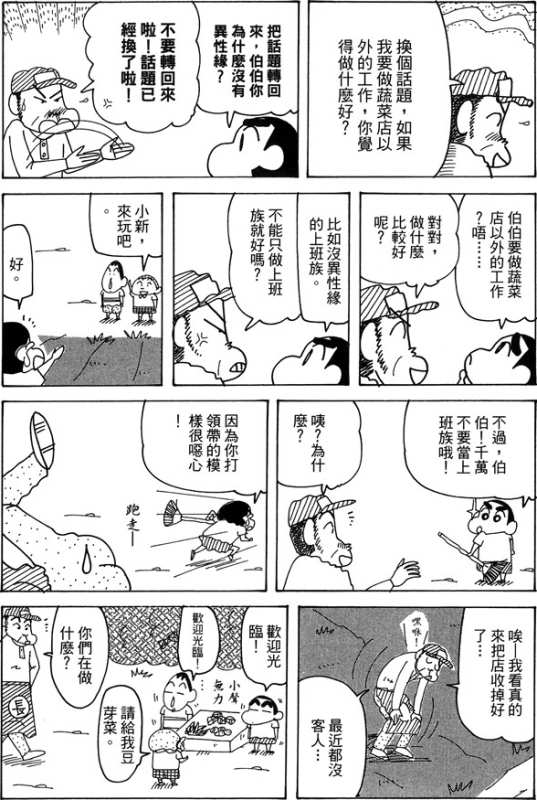 換個話題，如果
我要做蔬菜店以
外的工作，你覺
得做什麼好？
把話題轉回
來，伯伯你
為什麼沒有
異性緣？
不要轉回來
啦！話題已
經換了啦！
伯伯要做蔬菜
店以外的工作
？唔……
對對，
做什麼
比較好
呢？
比如沒異性緣
的上班族。
不能只做上班
族就好嗎？
小新，
來玩吧
。
好。
不過，伯
伯！千萬
不要當上
班族哦！
咦？為什
麼？
因為你打
領帶的模
樣很噁心
！
跑走—
唉—我看真的
來把店收掉好
了…
嘿咻！
最近都沒
客人…
歡迎光
臨！
歡迎光臨！
小聲
無力
請給我豆
芽菜。
你們在做
什麼？
長